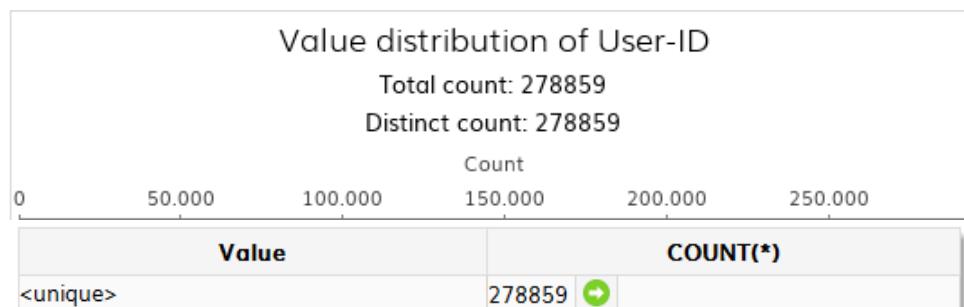 Value distribution of User-ID
Total count: 278859
Distinct count: 278859
Count
0 50.000 100.000 150.000 200.000 250.000
Value COUNT(*)
<unique> 278859